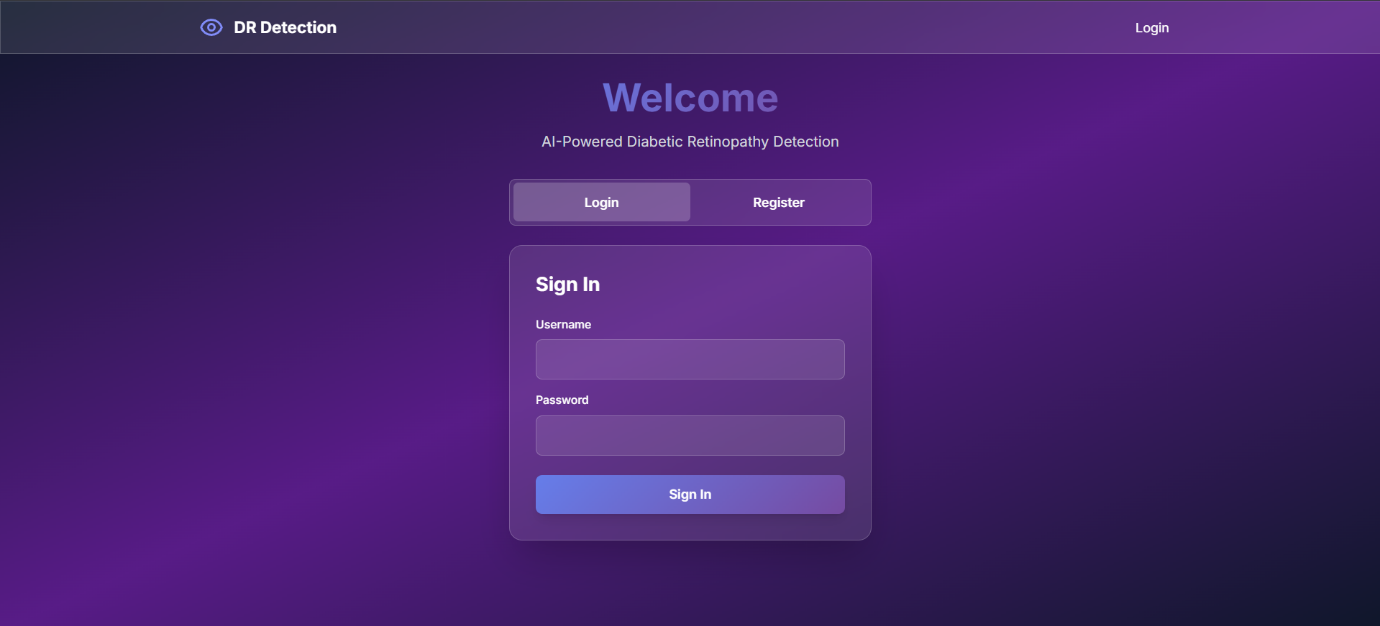 DR Detection
Login
Welcome
AI-Powered Diabetic Retinopathy Detection
Login
Register
Sign In
Username
Password
Sign In